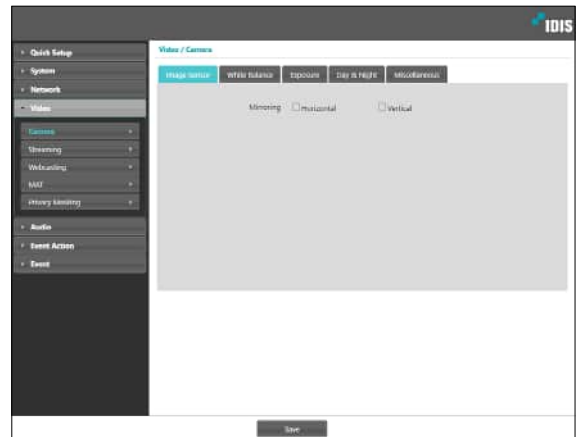 IDIS
Quick Setup
System
Network
Video
Camera
Streaming
Webcasting
MAT
Privacy Masking
Audio
Event Action
Event
Video / Camera
Image Sensor White Balance Exposure Day & Night Miscellaneous
Mirroring Horizontal Vertical
Save